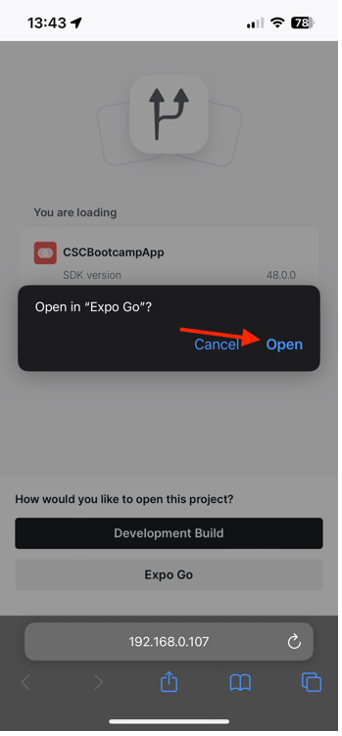 13:43
78
You are loading
CSCBootcampApp
SDK version 48.0.0
Open in “Expo Go”?
Cancel Open
How would you like to open this project?
Development Build
Expo Go
192.168.0.107